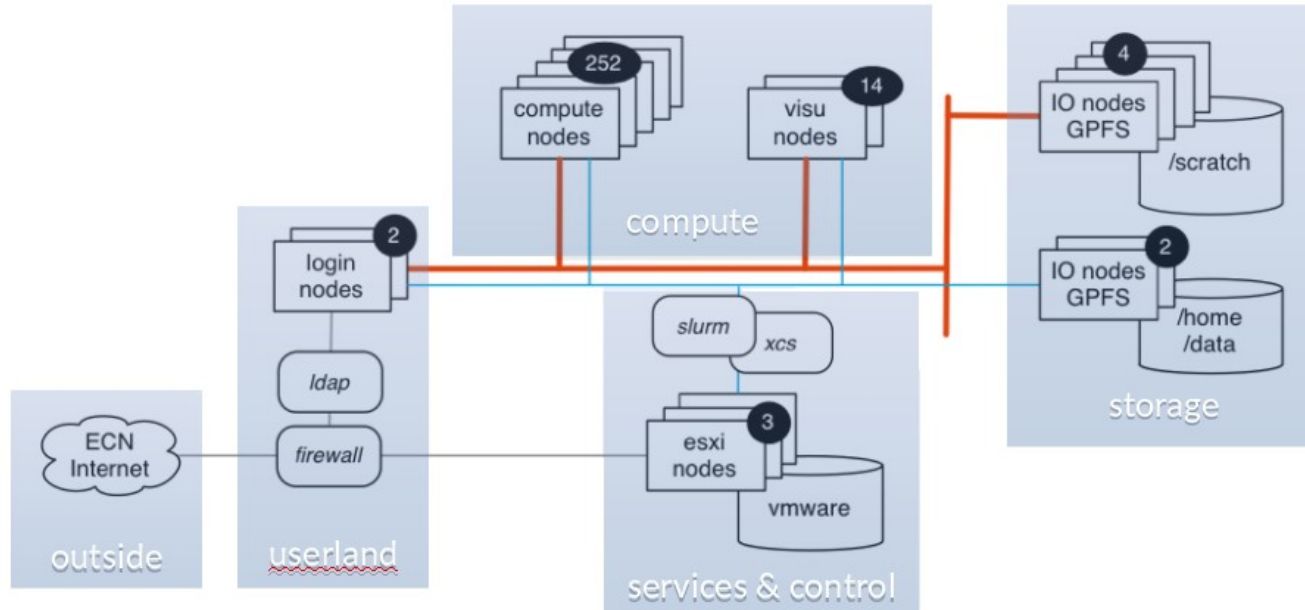 252
compute
nodes
14
visu
nodes
compute
4
IO nodes
GPFS
/scratch
2
IO nodes
GPFS
/home
/data
storage
2
login
nodes
ldap
firewall
userland
ECN
Internet
outside
slurm
xcs
3
esxi
nodes
vmware
services & control